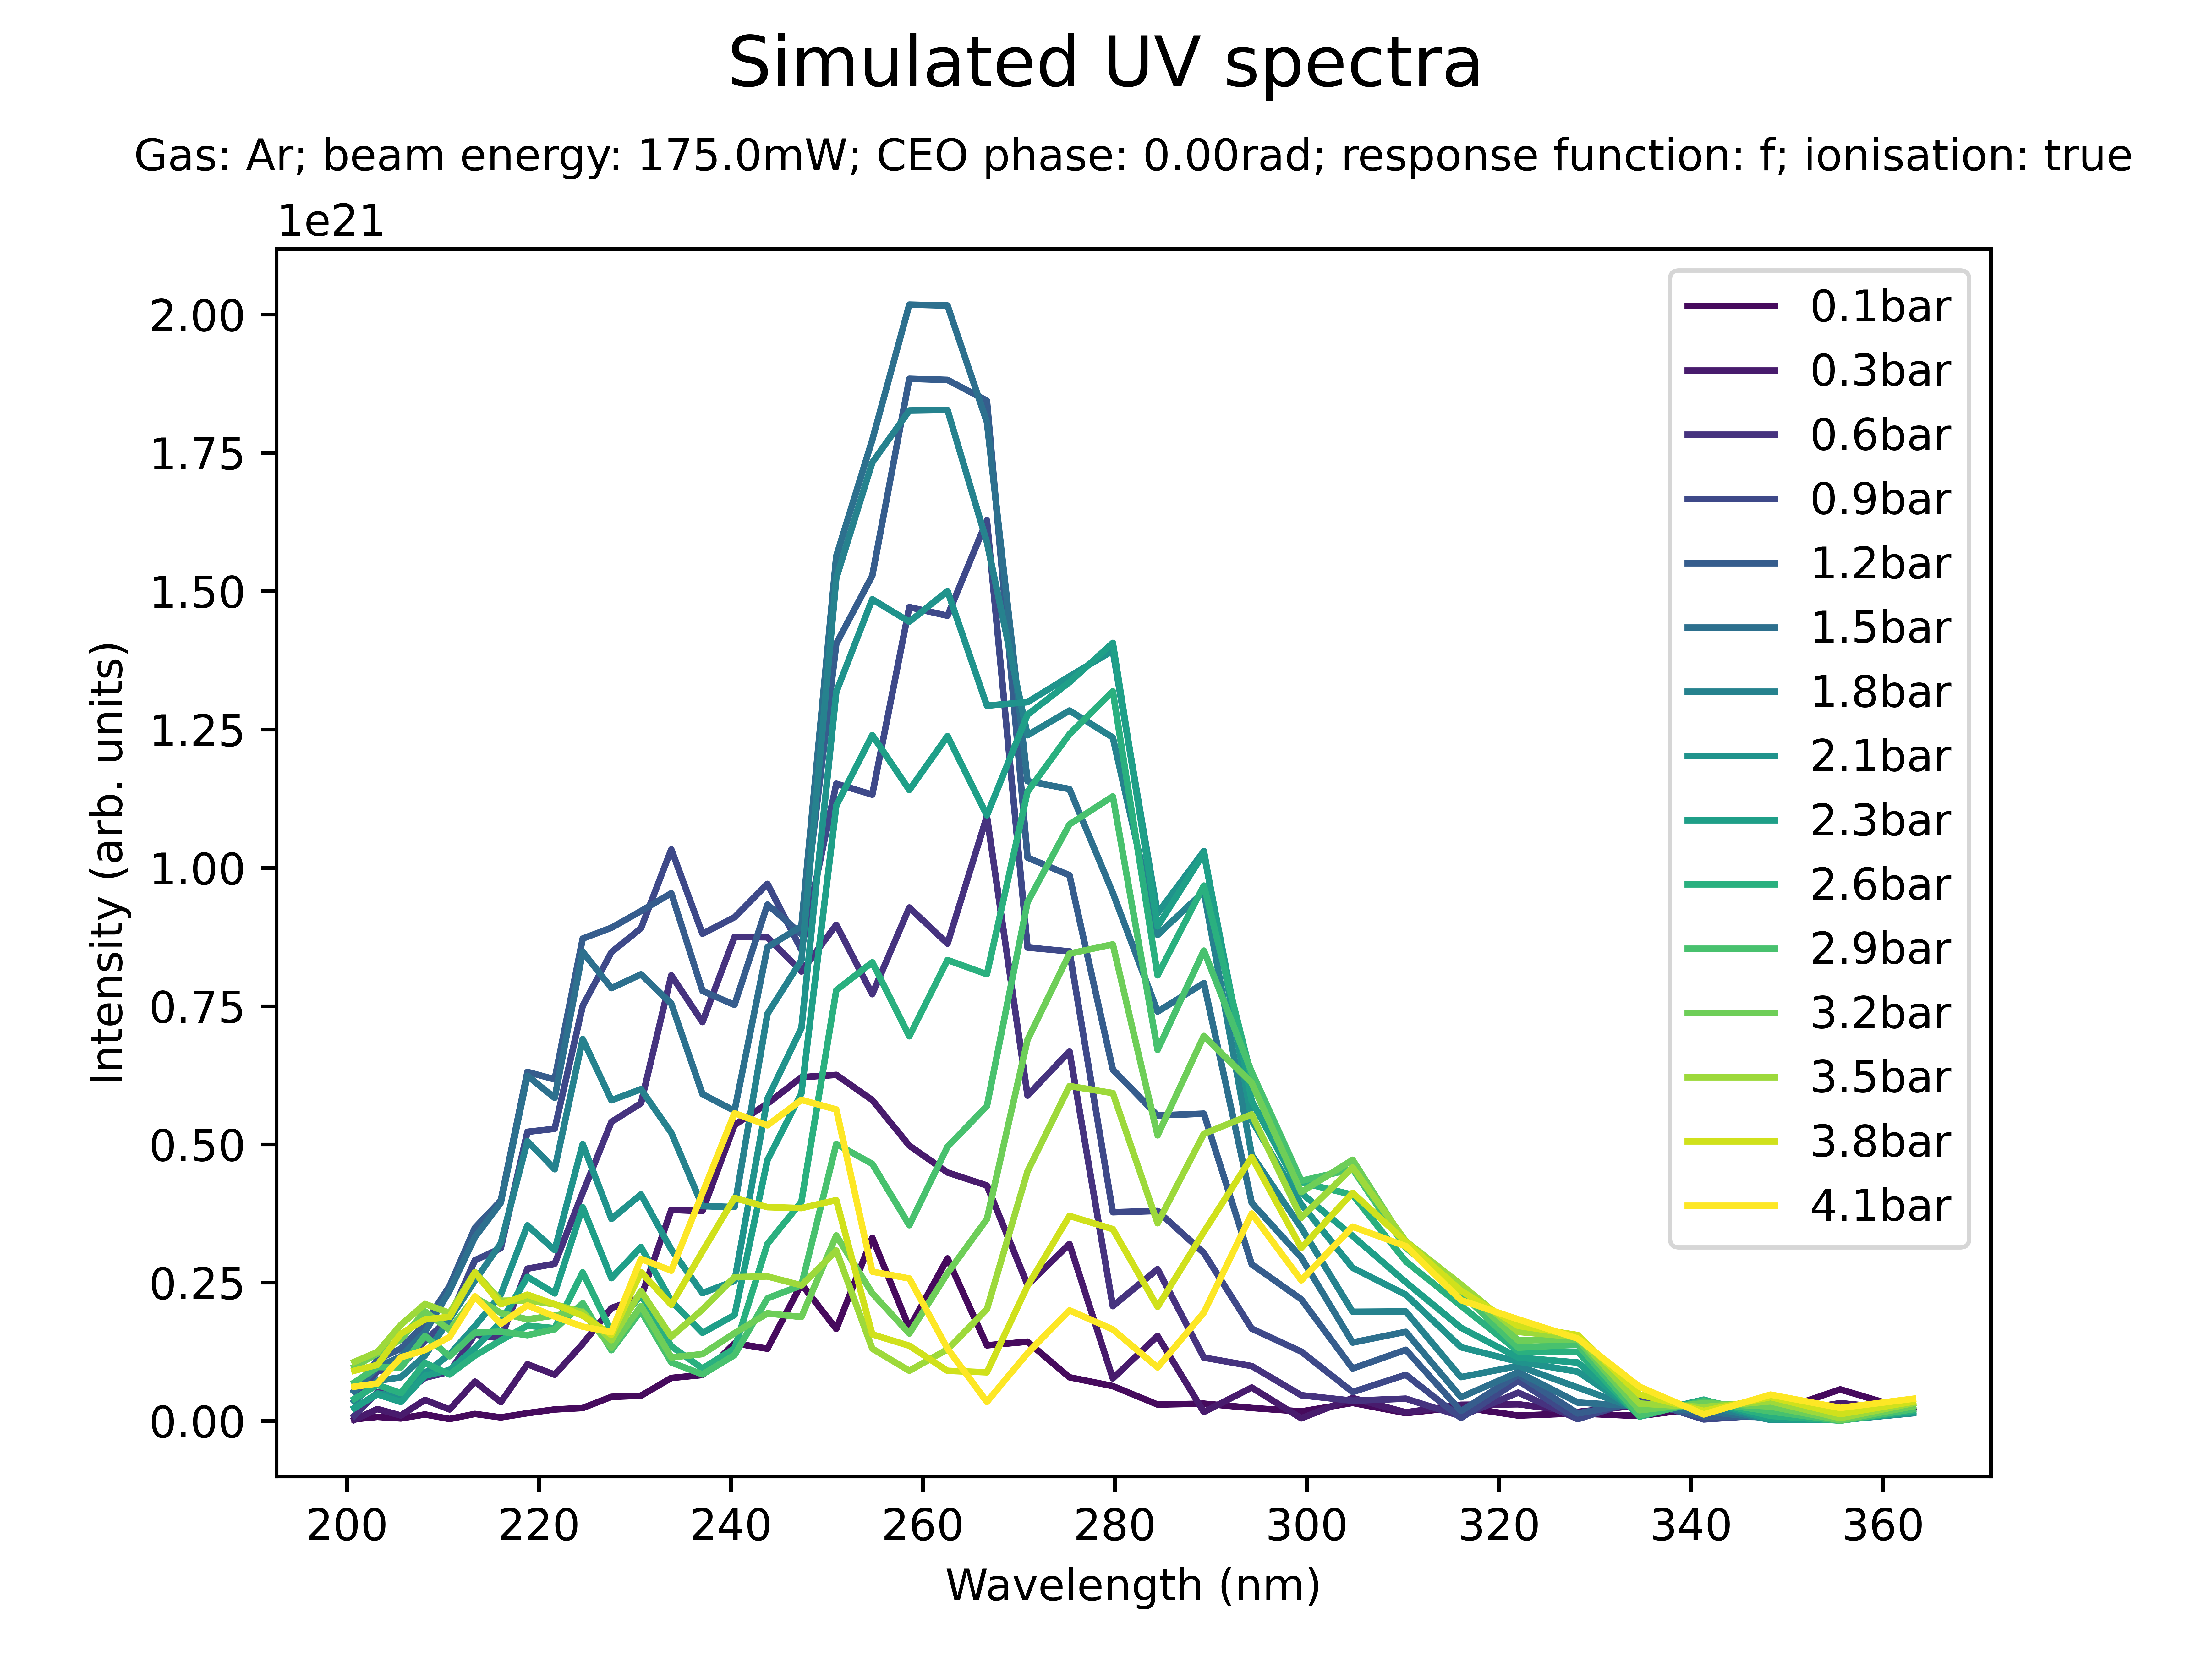 Simulated UV spectra
Gas: Ar; beam energy: 175.0mW; CEO phase: 0.00rad; response function: f; ionisation: true
1e21
2.00
1.75
1.50
1.25
1.00
0.75
0.50
0.25
0.00
Intensity (arb. units)
200 220 240 260 280 300 320 340 360
Wavelength (nm)
0.1bar
0.3bar
0.6bar
0.9bar
1.2bar
1.5bar
1.8bar
2.1bar
2.3bar
2.6bar
2.9bar
3.2bar
3.5bar
3.8bar
4.1bar